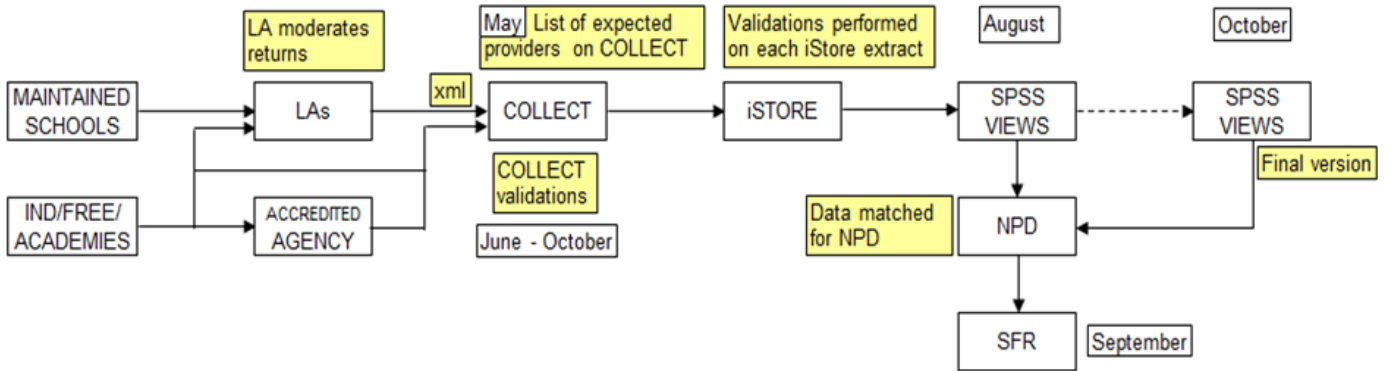 LA moderates
returns
May List of expected
providers on COLLECT
Validations performed
on each iStore extract
August
October
MAINTAINED
SCHOOLS
LAs
xml
COLLECT
iSTORE
SPSS
VIEWS
SPSS
VIEWS
COLLECT
validations
Final version
IND/FREE/
ACADEMIES
ACCREDITED
AGENCY
June - October
Data matched
for NPD
NPD
SFR
September